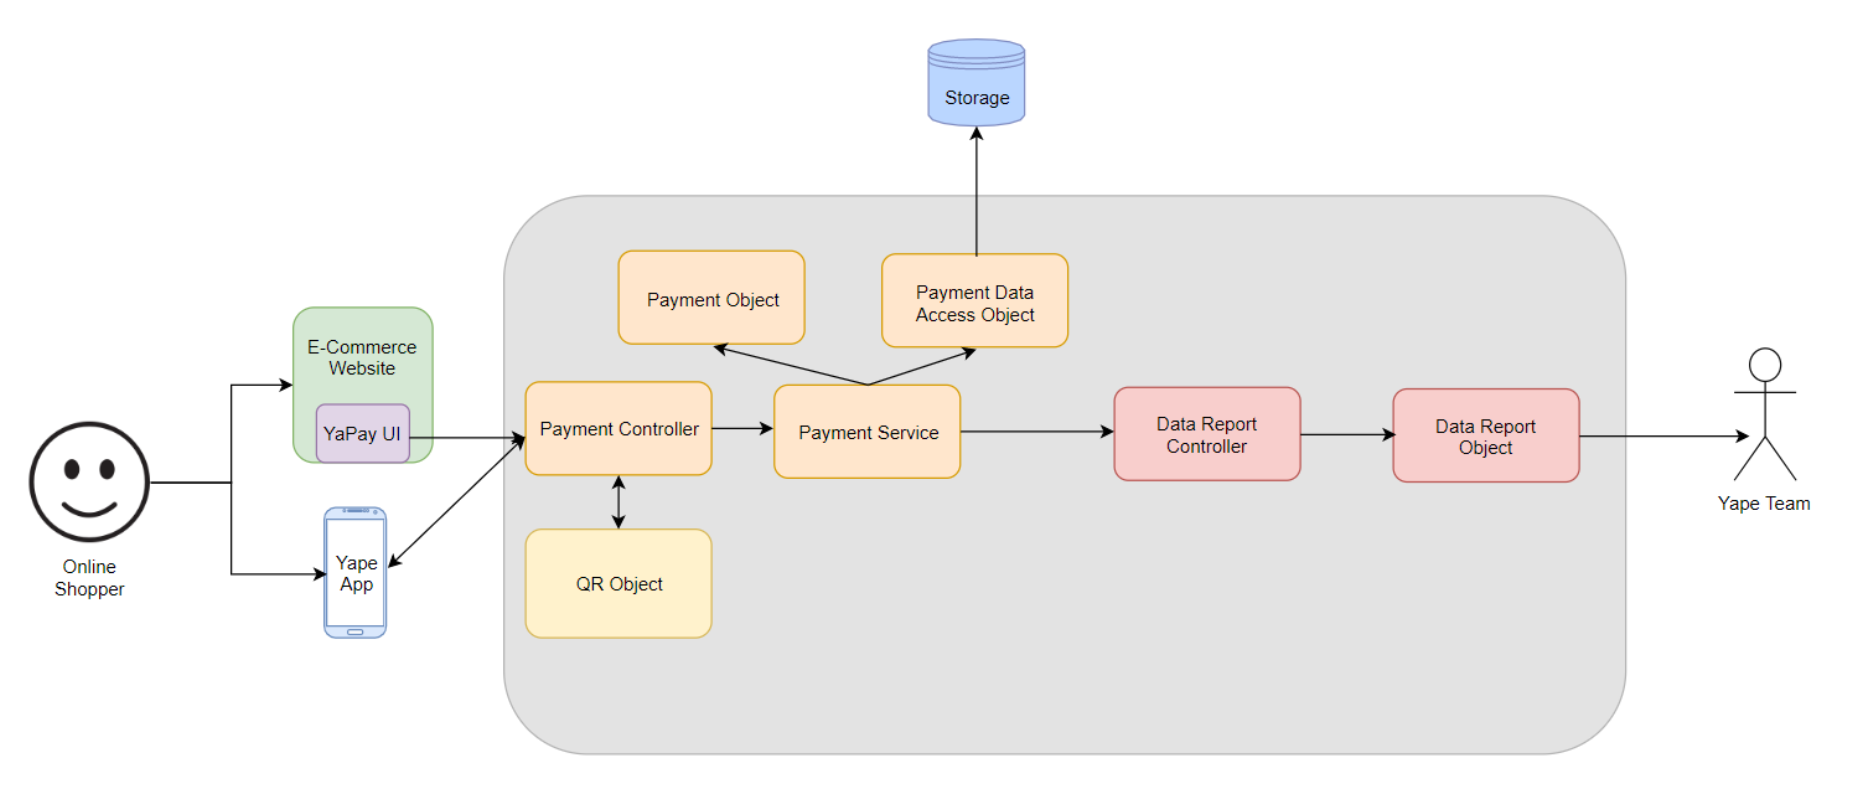 Storage
Payment Object
Payment Data
Access Object
E-Commerce
Website
YaPay UI
Payment Controller
Payment Service
Data Report
Controller
Data Report
Object
Yape Team
Online
Shopper
Yape
App
QR Object